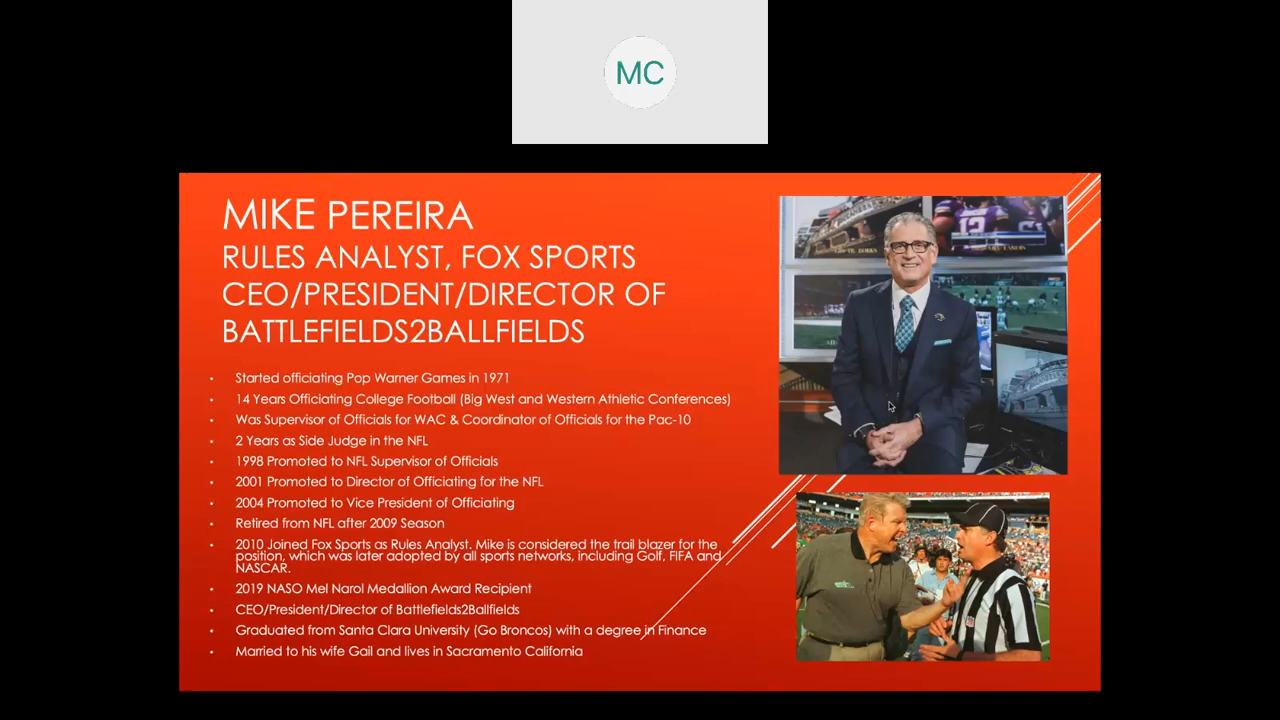 MC
MIKE PEREIRA
RULES ANALYST, FOX SPORTS
CEO/PRESIDENT/DIRECTOR OF
BATTLEFIELDS2BALLFIELDS
• Started officiating Pop Warner Games in 1971
• 14 Years Officiating College Football (Big West and Western Athletic Conferences)
• Was Supervisor of Officials for WAC & Coordinator of Officials for the Pac-10
• 2 Years as Side Judge in the NFL
• 1998 Promoted to NFL Supervisor of Officials
• 2001 Promoted to Director of Officiating for the NFL
• 2004 Promoted to Vice President of Officiating
• Retired from NFL after 2009 Season
• 2010 Joined Fox Sports as Rules Analyst. Mike is considered the trail blazer for the
position, which was later adopted by all sports networks, including Golf, FIFA and
NASCAR.
• 2019 NASO Mel Narol Medallion Award Recipient
• CEO/President/Director of Battlefields2Ballfields
• Graduated from Santa Clara University (Go Broncos) with a degree in Finance
• Married to his wife Gail and lives in Sacramento California
12